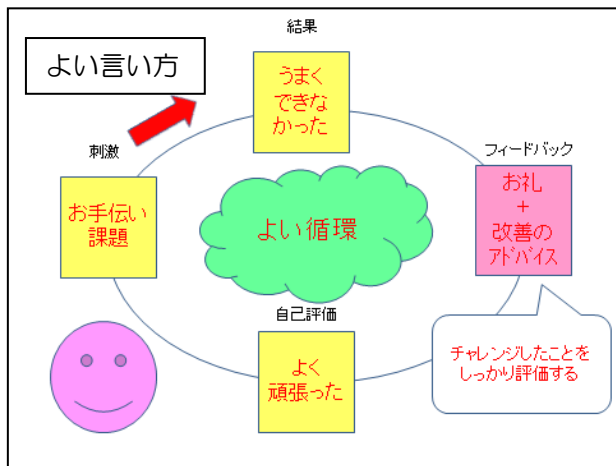 結果
よい言い方
うまく
できな
かった
刺激
フィードバック
お手伝い
課題
お礼
+
改善の
アドバイス
よい循環
自己評価
よく
頑張った
チャレンジしたことを
しっかり評価する